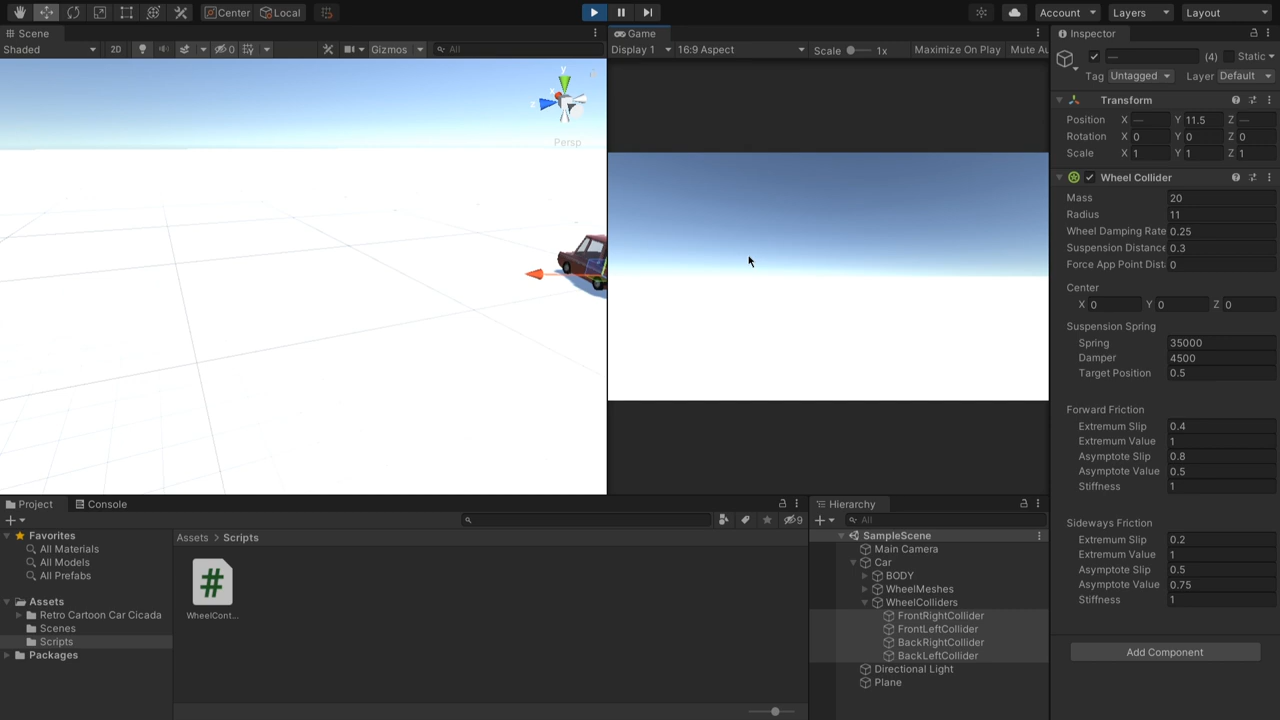 Center
Local
Account
Layers
Layout
Scene
Shaded
2D
0
Gizmos
All
y
x
z
Persp
Game
Display 1
16:9 Aspect
Scale
1x
Maximize On Play
Mute Au
Inspector
—
(4)
Static
Tag
Untagged
Layer
Default
Transform
Position X — Y 11.5 Z —
Rotation X 0 Y 0 Z 0
Scale X 1 Y 1 Z 1
Wheel Collider
Mass 20
Radius 11
Wheel Damping Rate 0.25
Suspension Distance 0.3
Force App Point Dist 0
Center
X 0 Y 0 Z 0
Suspension Spring
Spring 35000
Damper 4500
Target Position 0.5
Forward Friction
Extremum Slip 0.4
Extremum Value 1
Asymptote Slip 0.8
Asymptote Value 0.5
Stiffness 1
Sideways Friction
Extremum Slip 0.2
Extremum Value 1
Asymptote Slip 0.5
Asymptote Value 0.75
Stiffness 1
Add Component
Project
Console
9
Favorites
All Materials
All Models
All Prefabs
Assets
Retro Cartoon Car Cicada
Scenes
Scripts
Packages
Assets > Scripts
#
WheelCont...
Hierarchy
All
SampleScene
Main Camera
Car
BODY
WheelMeshes
WheelColliders
FrontRightCollider
FrontLeftCollider
BackRightCollider
BackLeftCollider
Directional Light
Plane